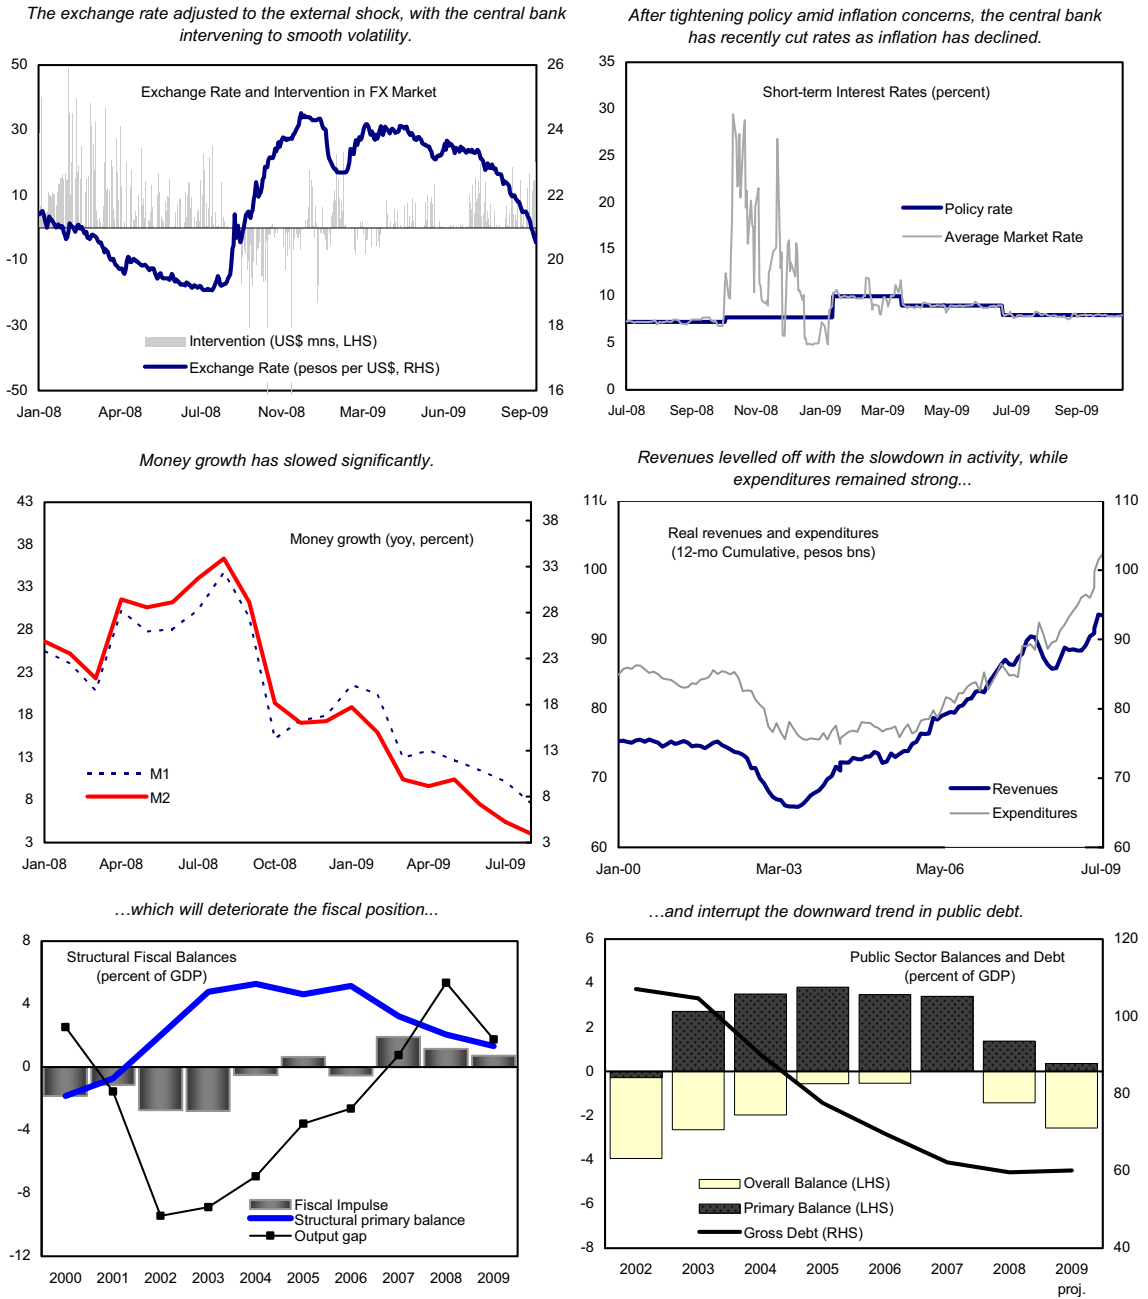 The exchange rate adjusted to the external shock, with the central bank
intervening to smooth volatility.
50
30
10
-10
-30
-50
26
24
22
20
18
16
Exchange Rate and Intervention in FX Market
Intervention (US$ mns, LHS)
Exchange Rate (pesos per US$, RHS)
Jan-08 Apr-08 Jul-08 Nov-08 Mar-09 Jun-09 Sep-09
After tightening policy amid inflation concerns, the central bank
has recently cut rates as inflation has declined.
35
30
25
20
15
10
5
0
Short-term Interest Rates (percent)
Policy rate
Average Market Rate
Jul-08 Sep-08 Nov-08 Jan-09 Mar-09 May-09 Jul-09 Sep-09
Money growth has slowed significantly.
43
38
33
28
23
18
13
8
3
38
33
28
23
18
13
8
3
Money growth (yoy, percent)
M1
M2
Jan-08 Apr-08 Jul-08 Oct-08 Jan-09 Apr-09 Jul-09
Revenues levelled off with the slowdown in activity, while
expenditures remained strong...
110
100
90
80
70
60
110
100
90
80
70
60
Real revenues and expenditures
(12-mo Cumulative, pesos bns)
Revenues
Expenditures
Jan-00 Mar-03 May-06 Jul-09
…which will deteriorate the fiscal position...
8
4
0
-4
-8
-12
Structural Fiscal Balances
(percent of GDP)
Fiscal Impulse
Structural primary balance
Output gap
2000 2001 2002 2003 2004 2005 2006 2007 2008 2009
…and interrupt the downward trend in public debt.
6
4
2
0
-2
-4
-6
-8
120
100
80
60
40
Public Sector Balances and Debt
(percent of GDP)
Overall Balance (LHS)
Primary Balance (LHS)
Gross Debt (RHS)
2002 2003 2004 2005 2006 2007 2008 2009
proj.